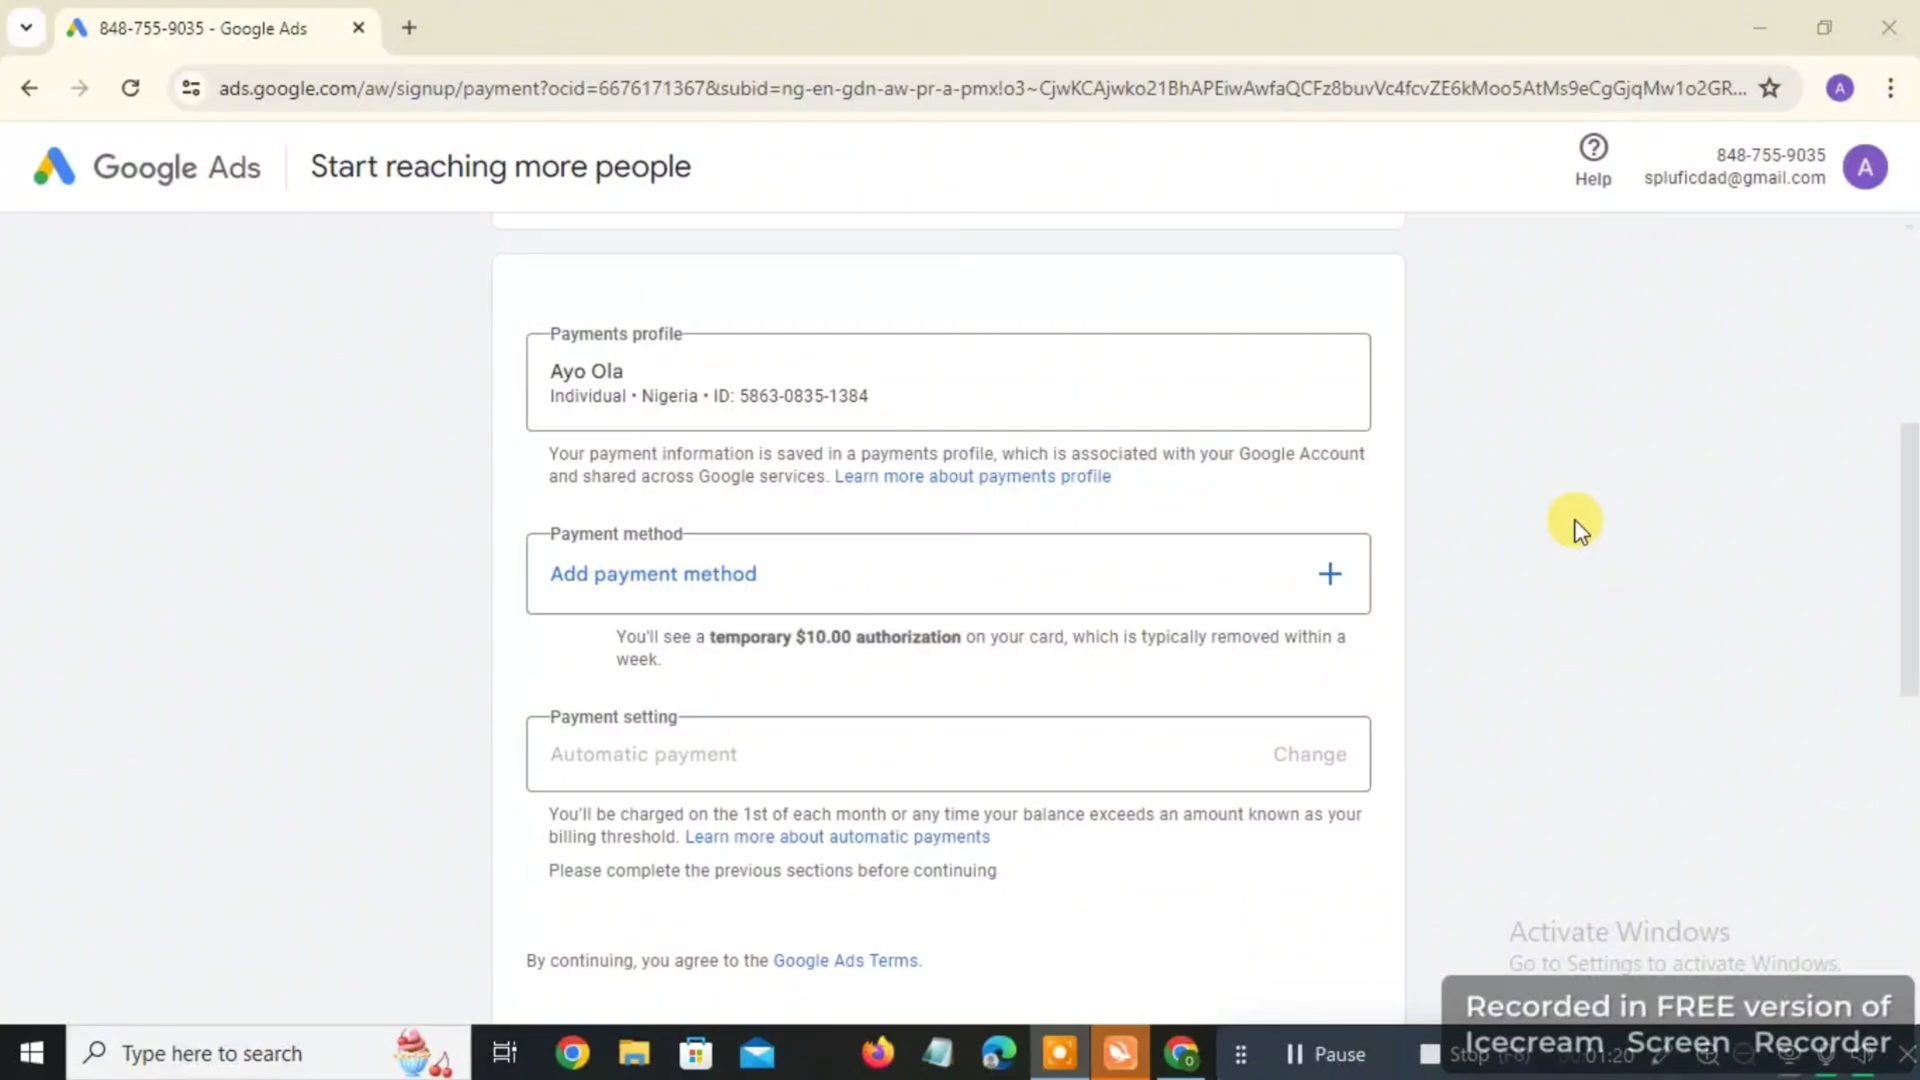 848-755-9035 - Google Ads
ads.google.com/aw/signup/payment?ocid=6676171367&subid=ng-en-gdn-aw-pr-a-pmx!o3~CjwKCAjwko21BhAPEiwAwfaQCFz8buvVc4fcvZE6kMoo5AtMs9eCgGjqMw1o2GR...
A
Google Ads
Start reaching more people
Help
848-755-9035
spluficdad@gmail.com
A
Payments profile
Ayo Ola
Individual • Nigeria • ID: 5863-0835-1384
Your payment information is saved in a payments profile, which is associated with your Google Account
and shared across Google services. Learn more about payments profile
Payment method
Add payment method
You'll see a temporary $10.00 authorization on your card, which is typically removed within a
week.
Payment setting
Automatic payment
Change
You'll be charged on the 1st of each month or any time your balance exceeds an amount known as your
billing threshold. Learn more about automatic payments
Please complete the previous sections before continuing
By continuing, you agree to the Google Ads Terms.
Activate Windows
Go to Settings to activate Windows.
Recorded in FREE version of
Icecream Screen Recorder
Type here to search
Pause
Stop (F8)
01:20